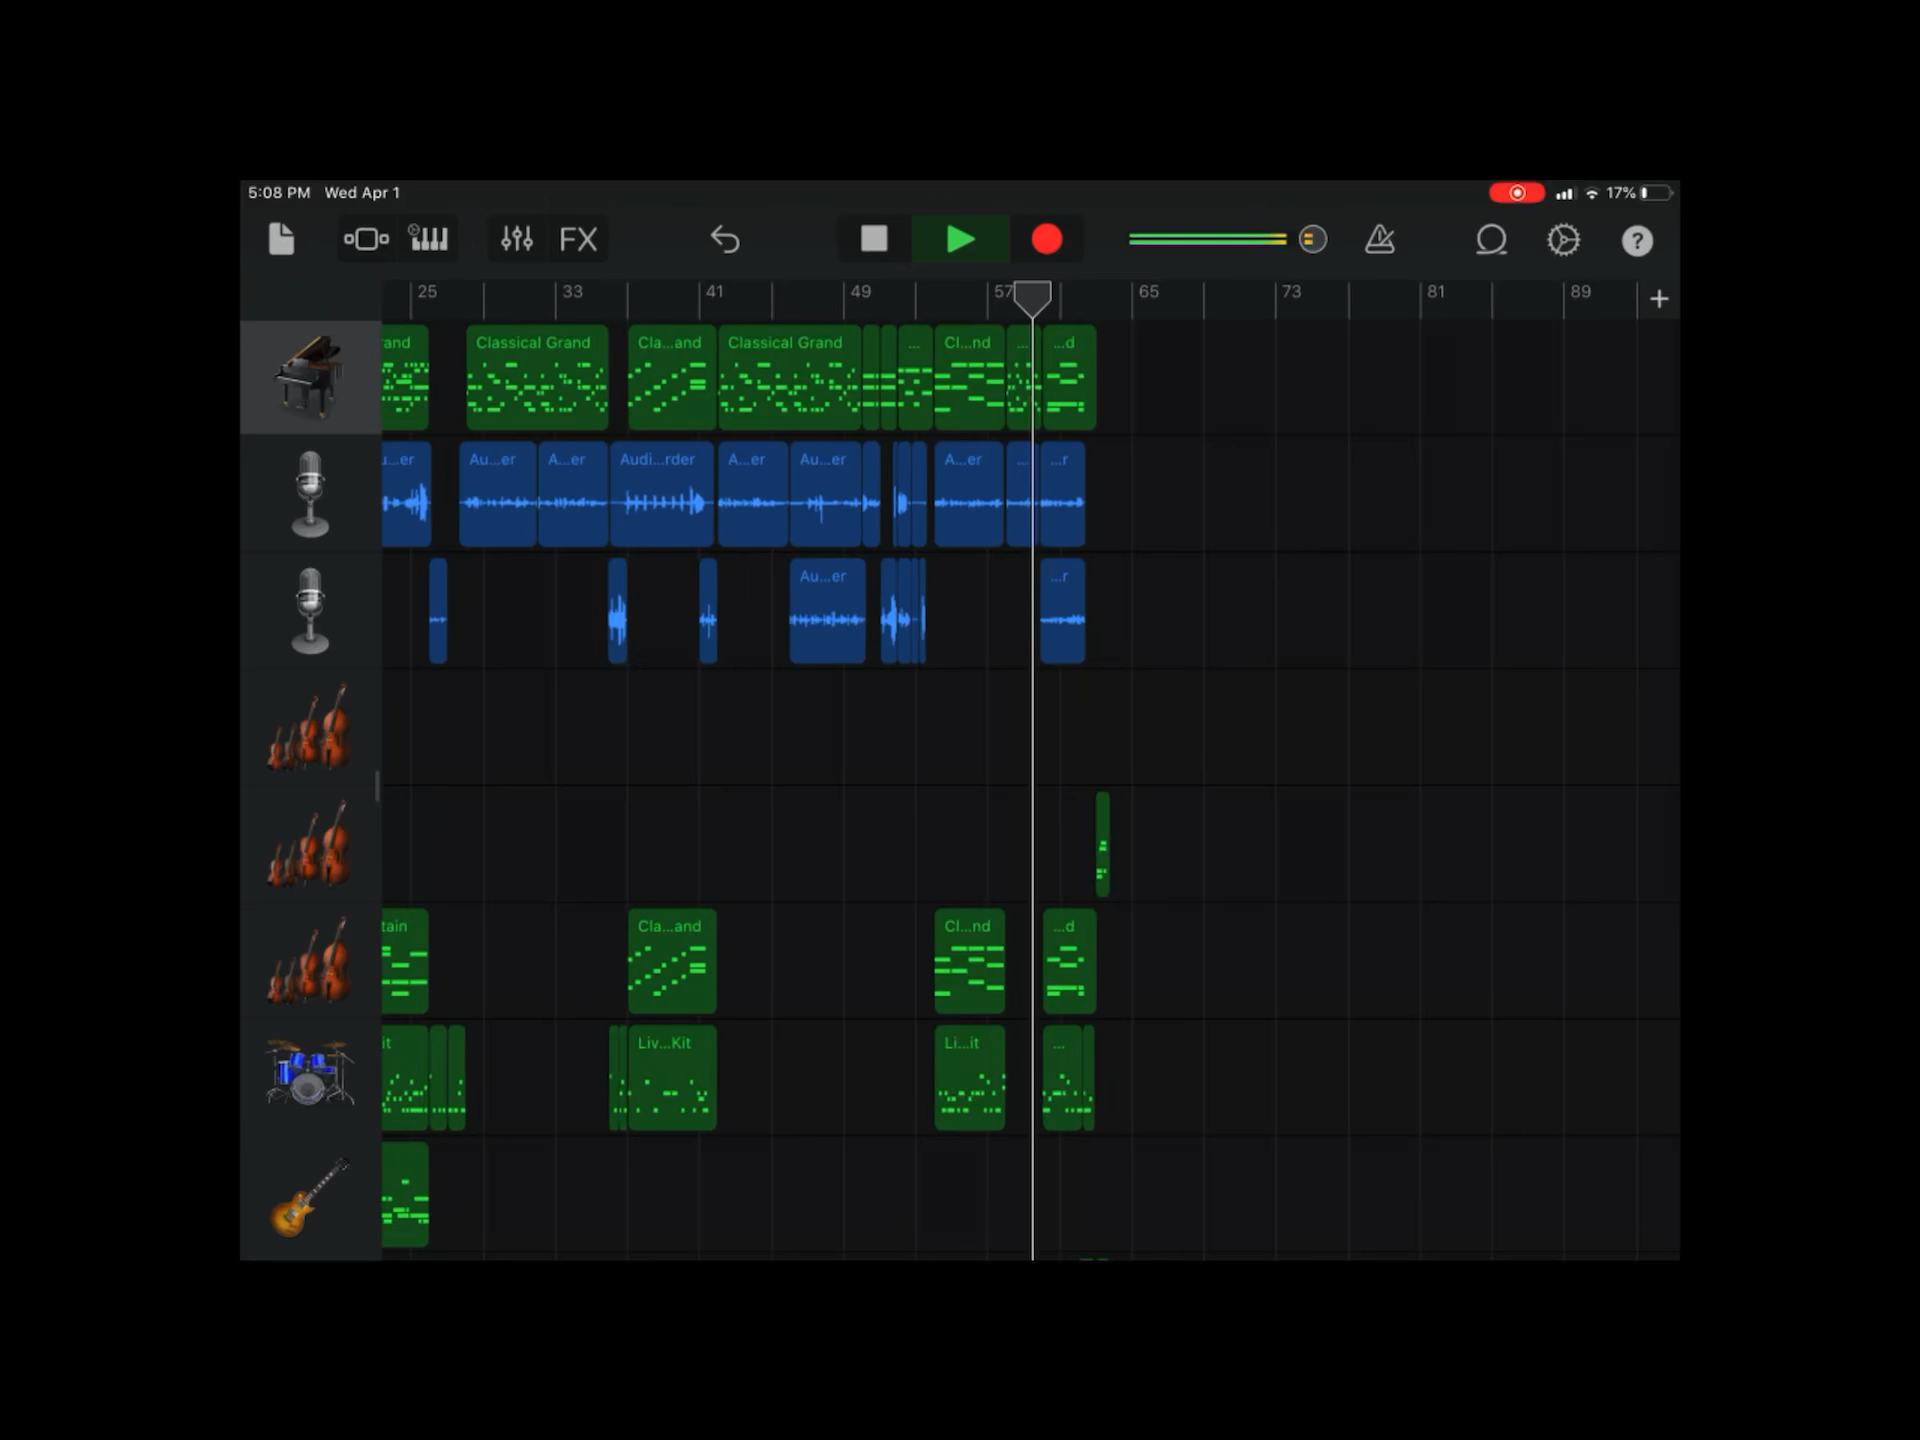 5:08 PM Wed Apr 1 17%
FX ?
25 33 41 49 57 65 73 81 89 +
rand Classical Grand Cla...and Classical Grand ... Cl...nd ... ...d
u...er Au...er A...er Audi...rder A...er Au...er A...er ... ...r
Au...er ...r
tain Cla...and Cl...nd ...d
it Liv...Kit Li...it ...